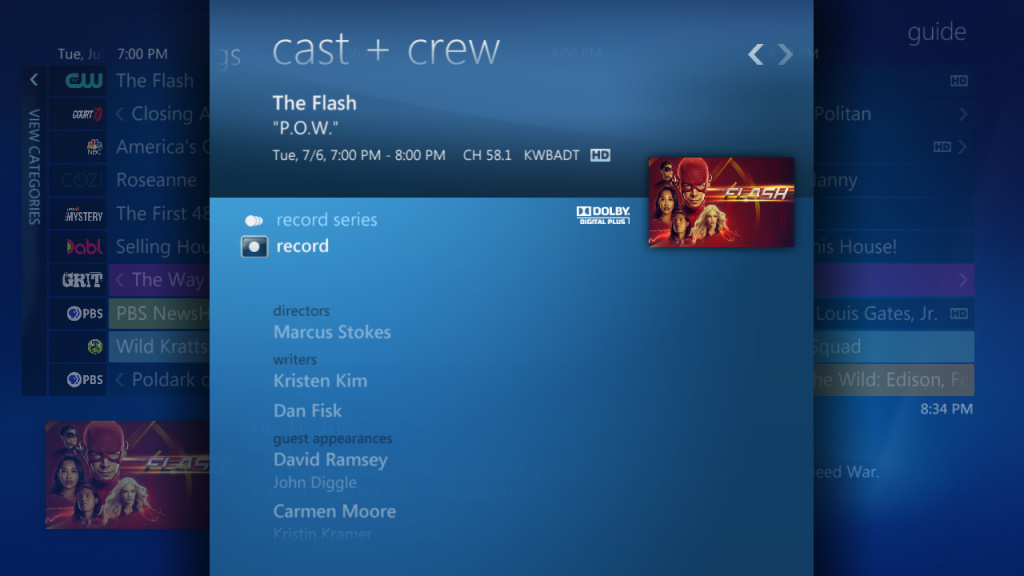 guide
Tue, Ju 7:00 PM
gs cast + crew 8:00 PM PM
CW The Flash HD
The Flash
"P.O.W."
Tue, 7/6, 7:00 PM - 8:00 PM CH 58.1 KWBADT HD
VIEW CATEGORIES
COURT Closing A Politan
NBC America's G HD
COZI Roseanne anny
MYSTERY The First 48
Dabl Selling Hou his House!
GRIT The Way
PBS PBS NewsH Louis Gates, Jr. HD
Wild Kratts Squad
PBS Poldark o he Wild: Edison, Fo
FLASH
DOLBY
DIGITAL PLUS
record series
record
directors
Marcus Stokes
writers
Kristen Kim
Dan Fisk
guest appearances
David Ramsey
John Diggle
Carmen Moore
Kristin Kramer
8:34 PM
The Flash
eed War.
FLAS